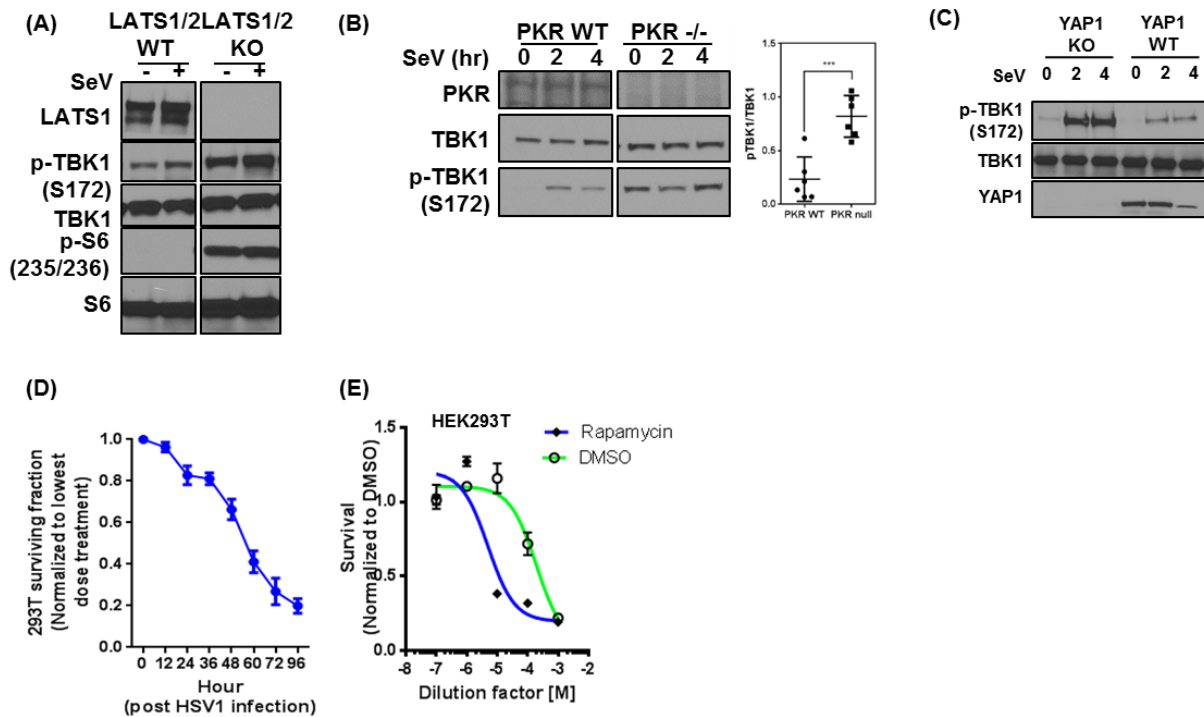 (A)
LATS1/2LATS1/2
WT KO
SeV - + - +
LATS1
p-TBK1
(S172)
TBK1
p-S6
(235/236)
S6
(B)
PKR WT PKR -/-
SeV (hr) 0 2 4 0 2 4
PKR
TBK1
p-TBK1
(S172)
1.5
1.0
0.5
0.0
pTBK1/TBK1
***
PKR WT PKR null
(C)
YAP1 YAP1
KO WT
SeV 0 2 4 0 2 4
p-TBK1
(S172)
TBK1
YAP1
(D)
293T surviving fraction
(Normalized to lowest
dose treatment)
1.0
0.8
0.6
0.4
0.2
0.0
0 12 24 36 48 60 72 96
Hour
(post HSV1 infection)
(E)
HEK293T
Rapamycin
DMSO
Survival
(Normalized to DMSO)
1.5
1.0
0.5
0.0
-8 -7 -6 -5 -4 -3 -2
Dilution factor [M]